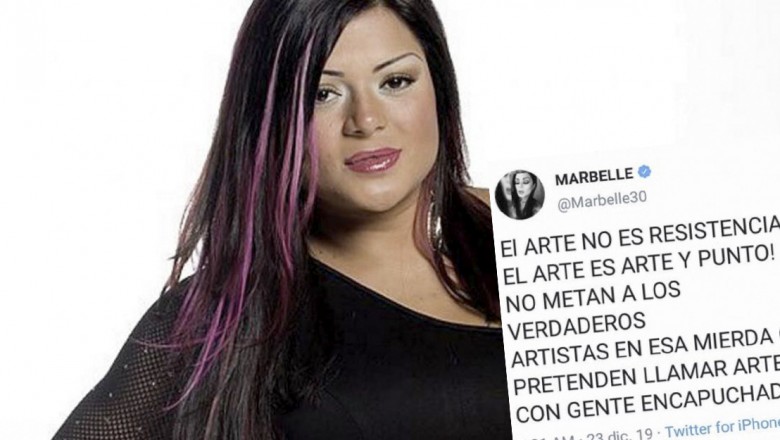 MARBELLE
@Marbelle30
El ARTE NO ES RESISTENCIA
EL ARTE ES ARTE Y PUNTO!
NO METAN A LOS
VERDADEROS
ARTISTAS EN ESA MIERDA
PRETENDEN LLAMAR ARTE
CON GENTE
AM · 23 dic. 19 · Twitter for iPhon